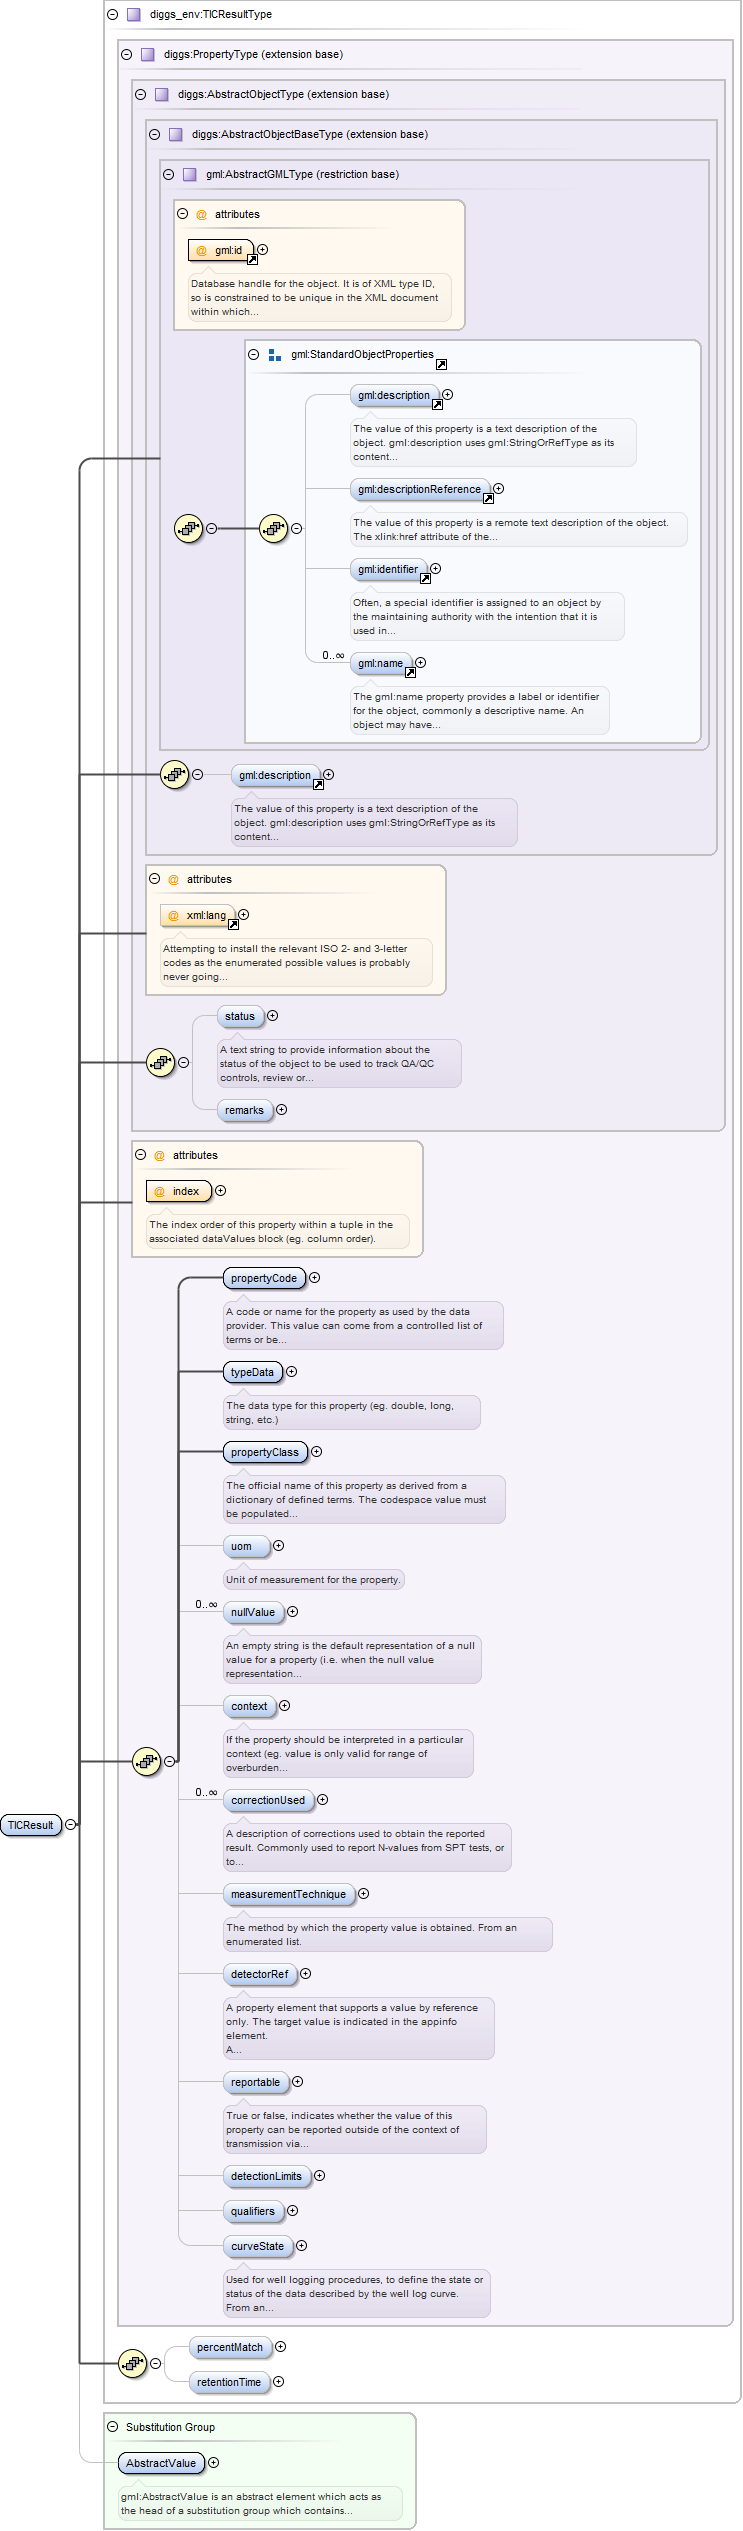 diggs_env:TICResultType
diggs:PropertyType (extension base)
diggs:AbstractObjectType (extension base)
diggs:AbstractObjectBaseType (extension base)
gml:AbstractGMLType (restriction base)
@ attributes
@ gml:id
Database handle for the object. It is of XML type ID,
so is constrained to be unique in the XML document
within which...
gml:StandardObjectProperties
gml:description
The value of this property is a text description of the
object. gml:description uses gml:StringOrRefType as its
content...
gml:descriptionReference
The value of this property is a remote text description of the object.
The xlink:href attribute of the...
gml:identifier
Often, a special identifier is assigned to an object by
the maintaining authority with the intention that it is
used in...
0..∞
gml:name
The gml:name property provides a label or identifier
for the object, commonly a descriptive name. An
object may have...
gml:description
The value of this property is a text description of the
object. gml:description uses gml:StringOrRefType as its
content...
@ attributes
@ xml:lang
Attempting to install the relevant ISO 2- and 3-letter
codes as the enumerated possible values is probably
never going...
status
A text string to provide information about the
status of the object to be used to track QA/QC
controls, review or...
remarks
@ attributes
@ index
The index order of this property within a tuple in the
associated dataValues block (eg. column order).
propertyCode
A code or name for the property as used by the data
provider. This value can come from a controlled list of
terms or be...
typeData
The data type for this property (eg. double, long,
string, etc.)
propertyClass
The official name of this property as derived from a
dictionary of defined terms. The codespace value must
be populated...
uom
Unit of measurement for the property.
0..∞
nullValue
An empty string is the default representation of a null
value for a property (i.e. when the null value
representation...
context
If the property should be interpreted in a particular
context (eg. value is only valid for range of
overburden...
0..∞
correctionUsed
A description of corrections used to obtain the reported
result. Commonly used to report N-values from SPT tests, or
to...
measurementTechnique
The method by which the property value is obtained. From an
enumerated list.
detectorRef
A property element that supports a value by reference
only. The target value is indicated in the appinfo
element.
A...
reportable
True or false, indicates whether the value of this
property can be reported outside of the context of
transmission via...
detectionLimits
qualifiers
curveState
Used for well logging procedures, to define the state or
status of the data described by the well log curve.
From an...
TICResult
percentMatch
retentionTime
Substitution Group
AbstractValue
gml:AbstractValue is an abstract element which acts as
the head of a substitution group which contains...